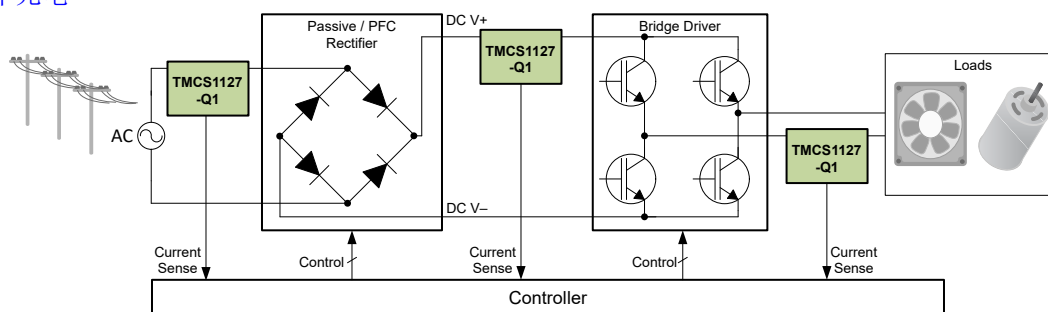 DC V+
Passive / PFC
Rectifier
Bridge Driver
TMCS1127
-Q1
Loads
TMCS1127
-Q1
AC
TMCS1127
-Q1
DC V–
Current
Sense
Control
Current
Sense
Control
Current
Sense
Controller